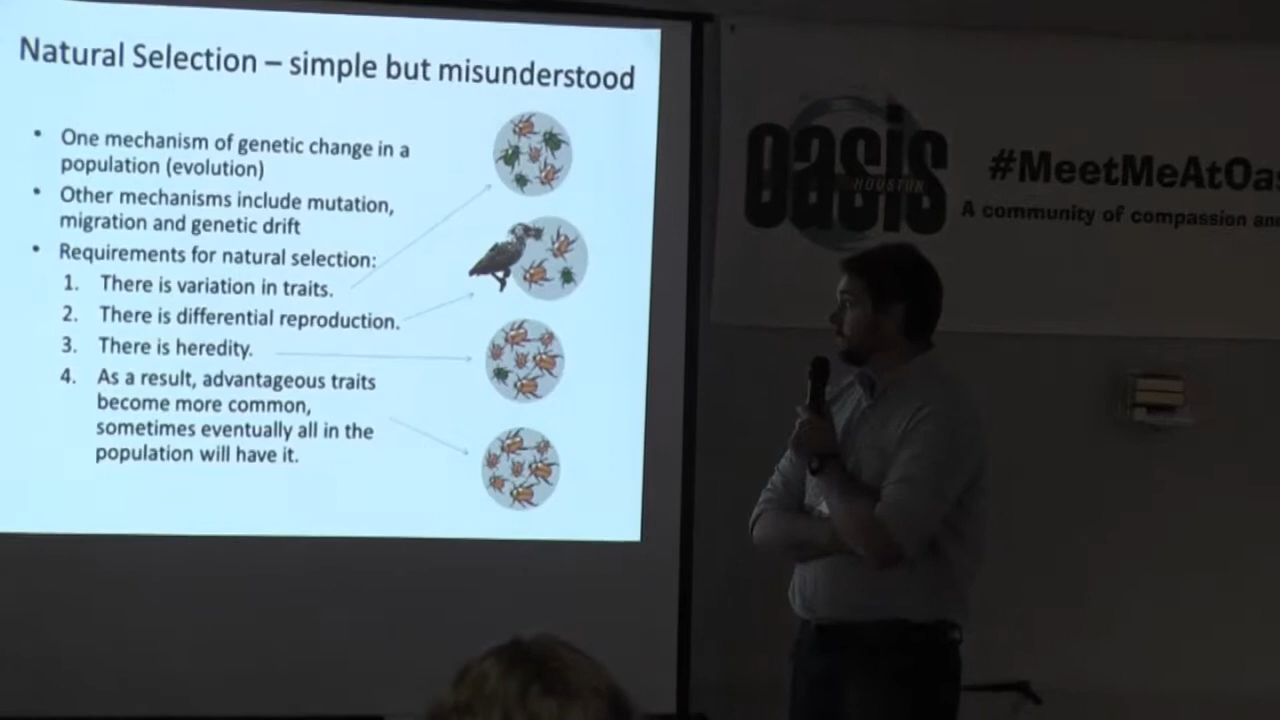 Natural Selection – simple but misunderstood
• One mechanism of genetic change in a
population (evolution)
• Other mechanisms include mutation,
migration and genetic drift
• Requirements for natural selection:
1. There is variation in traits.
2. There is differential reproduction.
3. There is heredity.
4. As a result, advantageous traits
become more common,
sometimes eventually all in the
population will have it.
oasis
HOUSTON
#MeetMeAtOas
A community of compassion and